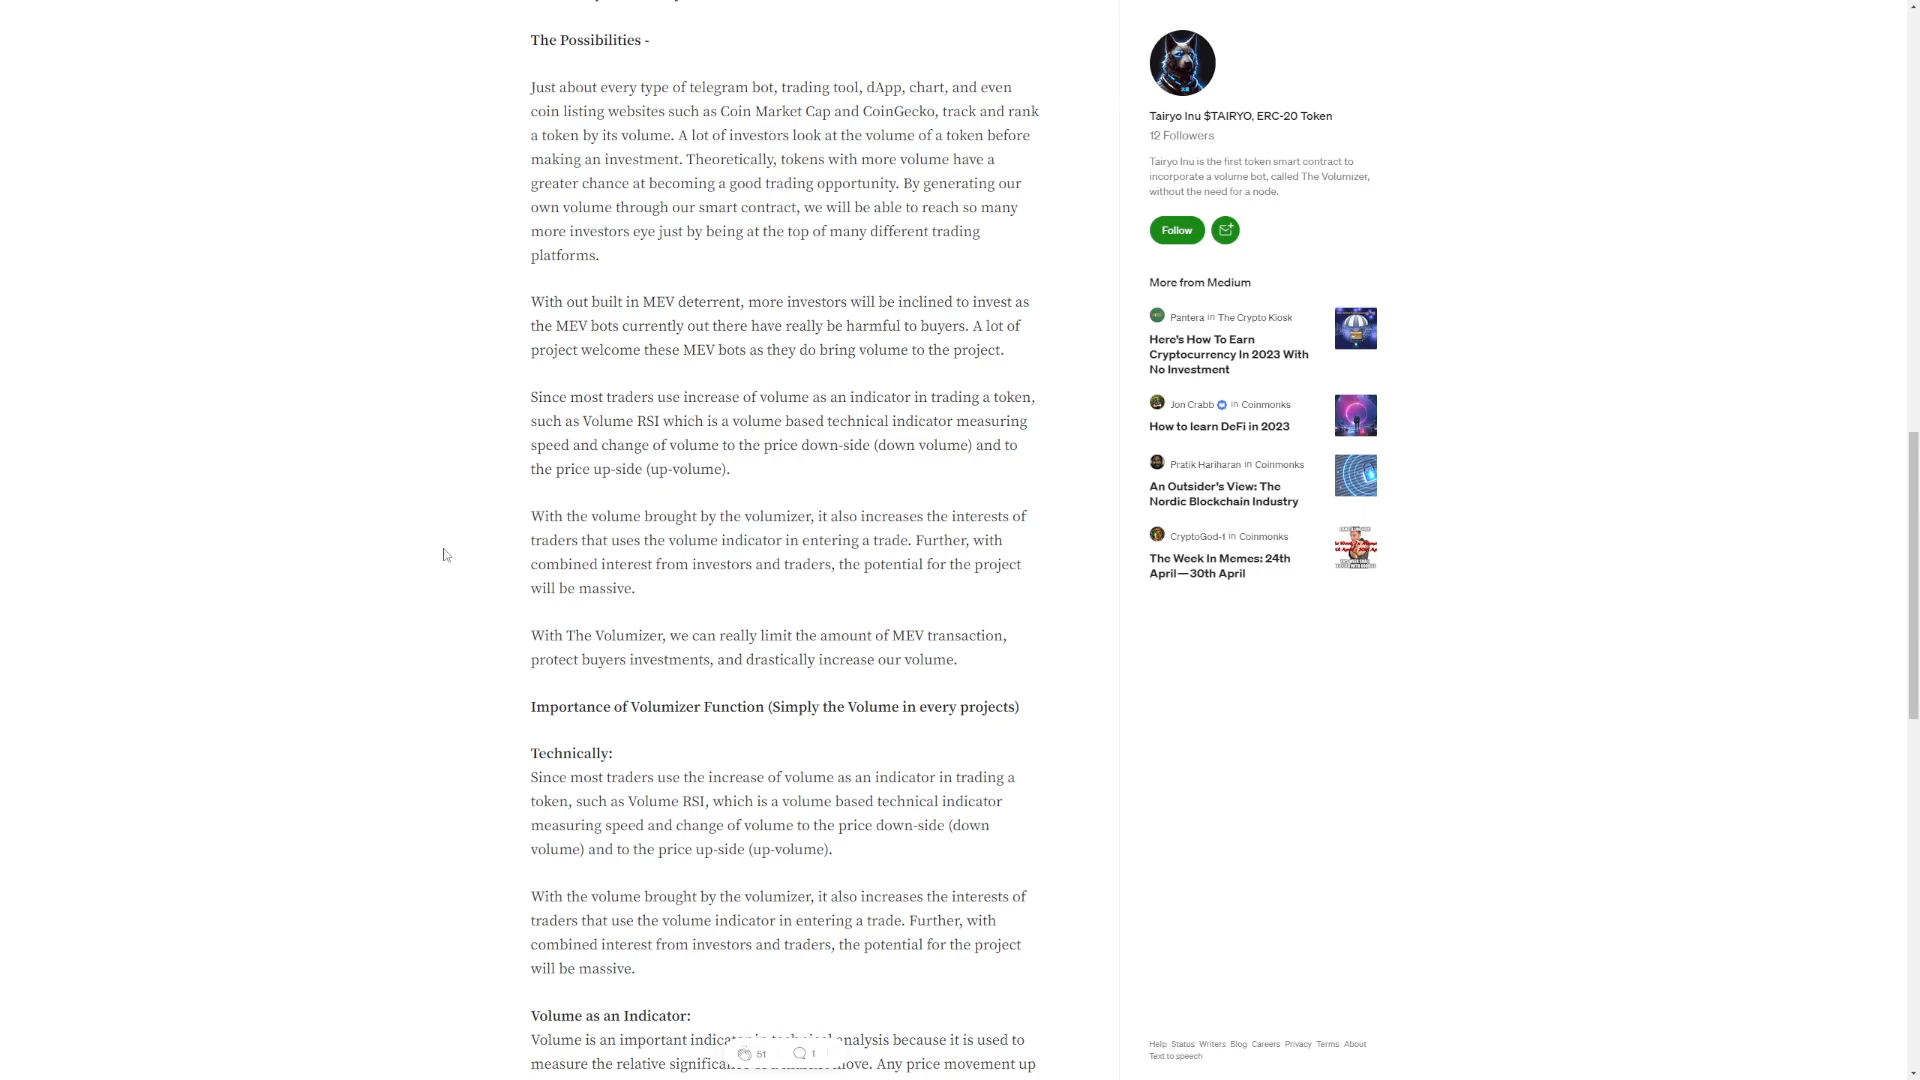 The Possibilities -
Just about every type of telegram bot, trading tool, dApp, chart, and even
coin listing websites such as Coin Market Cap and CoinGecko, track and rank
a token by its volume. A lot of investors look at the volume of a token before
making an investment. Theoretically, tokens with more volume have a
greater chance at becoming a good trading opportunity. By generating our
own volume through our smart contract, we will be able to reach so many
more investors eye just by being at the top of many different trading
platforms.
With out built in MEV deterrent, more investors will be inclined to invest as
the MEV bots currently out there have really be harmful to buyers. A lot of
project welcome these MEV bots as they do bring volume to the project.
Since most traders use increase of volume as an indicator in trading a token,
such as Volume RSI which is a volume based technical indicator measuring
speed and change of volume to the price down-side (down volume) and to
the price up-side (up-volume).
With the volume brought by the volumizer, it also increases the interests of
traders that uses the volume indicator in entering a trade. Further, with
combined interest from investors and traders, the potential for the project
will be massive.
With The Volumizer, we can really limit the amount of MEV transaction,
protect buyers investments, and drastically increase our volume.
Importance of Volumizer Function (Simply the Volume in every projects)
Technically:
Since most traders use the increase of volume as an indicator in trading a
token, such as Volume RSI, which is a volume based technical indicator
measuring speed and change of volume to the price down-side (down
volume) and to the price up-side (up-volume).
With the volume brought by the volumizer, it also increases the interests of
traders that use the volume indicator in entering a trade. Further, with
combined interest from investors and traders, the potential for the project
will be massive.
Volume as an Indicator:
Volume is an important analysis because it is used to
measure the relative move. Any price movement up
51 1
Tairyo Inu $TAIRYO, ERC-20 Token
12 Followers
Tairyo Inu is the first token smart contract to
incorporate a volume bot, called The Volumizer,
without the need for a node.
Follow
More from Medium
Pantera in The Crypto Kiosk
Here's How To Earn
Cryptocurrency In 2023 With
No Investment
Jon Crabb in Coinmonks
How to learn DeFi in 2023
Pratik Hariharan in Coinmonks
An Outsider's View: The
Nordic Blockchain Industry
CryptoGod-1 in Coinmonks
The Week In Memes: 24th
April—30th April
Help Status Writers Blog Careers Privacy Terms About
Text to speech